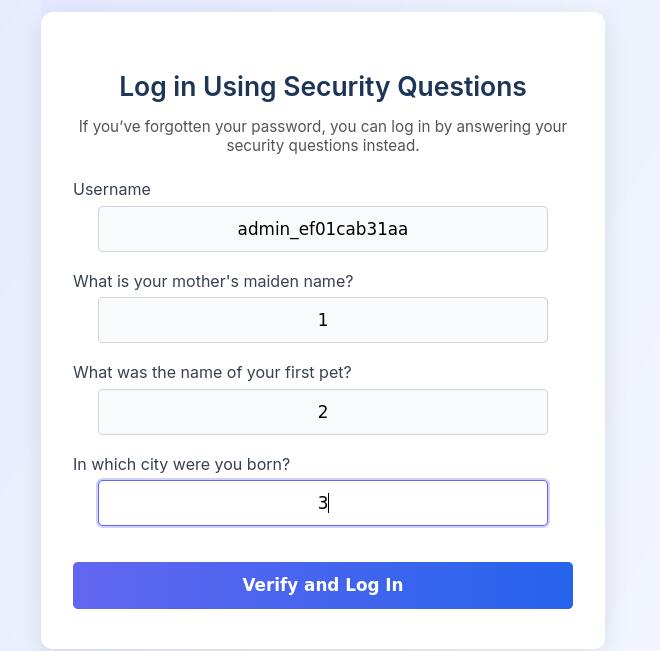 Log in Using Security Questions
If you’ve forgotten your password, you can log in by answering your
security questions instead.
Username
admin_ef01cab31aa
What is your mother's maiden name?
1
What was the name of your first pet?
2
In which city were you born?
3
Verify and Log In